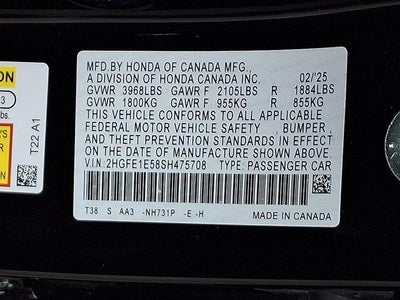 MFD.BY HONDA OF CANADA MFG.,
A DIVISION OF HONDA CANADA INC. 02/'25
GVWR 3968LBS GAWR F 2105LBS R 1884LBS
GVWR 1800KG GAWR F 955KG R 855KG
THIS VEHICLE CONFORMS TO ALL APPLICABLE
FEDERAL MOTOR VEHICLE SAFETY , BUMPER ,
AND THEFT PREVENTION STANDARDS IN EFFECT
ON THE DATE OF MANUFACTURE SHOWN ABOVE.
V.I.N: 2HGFE1E58SH475708 TYPE: PASSENGER CAR
T38 S AA3 -NH731P -E -H
MADE IN CANADA
ON
3
bs.
'S
T22 A1